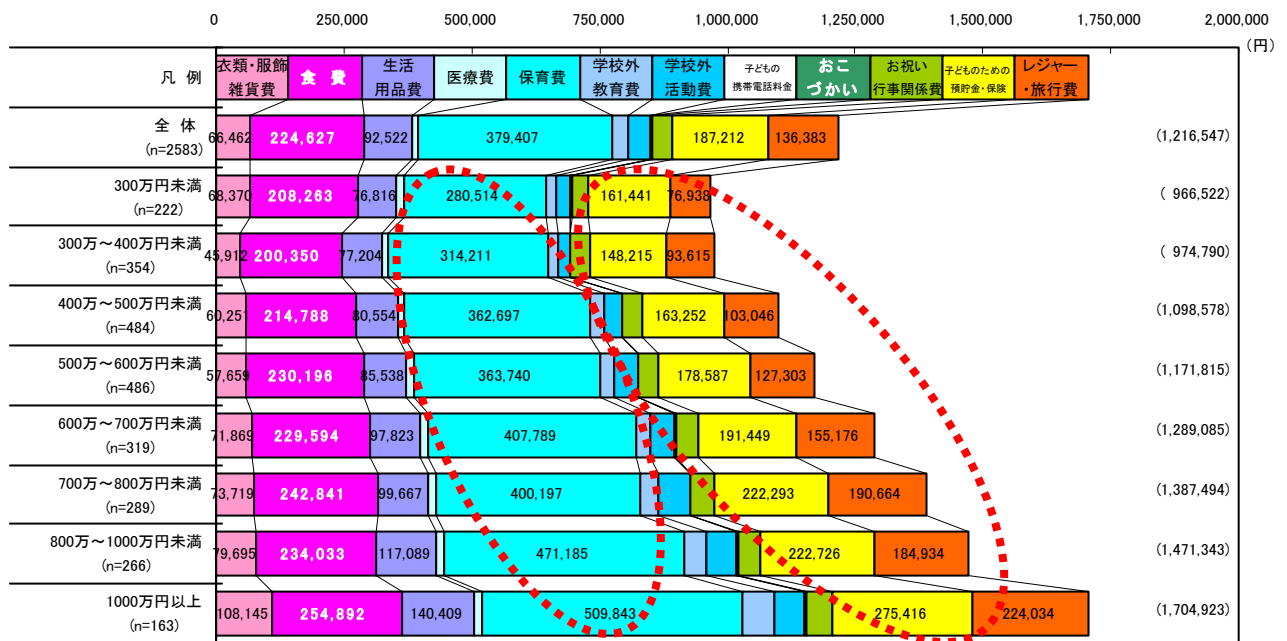 0 250,000 500,000 750,000 1,000,000 1,250,000 1,500,000 1,750,000 2,000,000
(円)
凡 例
衣類・服飾
雑貨費
食 費
生活
用品費
医療費
保育費
学校外
教育費
学校外
活動費
子どもの
携帯電話料金
おこ
づかい
お祝い
行事関係費
子どものための
預貯金・保険
レジャー
・旅行費
全 体
(n=2583)
66,462 224,627 92,522 379,407 187,212 136,383 (1,216,547)
300万円未満
(n=222)
68,370 208,263 76,816 280,514 161,441 76,938 ( 966,522)
300万～400万円未満
(n=354)
45,912 200,350 77,204 314,211 148,215 93,615 ( 974,790)
400万～500万円未満
(n=484)
60,251 214,788 80,554 362,697 163,252 103,046 (1,098,578)
500万～600万円未満
(n=486)
57,659 230,196 85,538 363,740 178,587 127,303 (1,171,815)
600万～700万円未満
(n=319)
71,869 229,594 97,823 407,789 191,449 155,176 (1,289,085)
700万～800万円未満
(n=289)
73,719 242,841 99,667 400,197 222,293 190,664 (1,387,494)
800万～1000万円未満
(n=266)
79,695 234,033 117,089 471,185 222,726 184,934 (1,471,343)
1000万円以上
(n=163)
108,145 254,892 140,409 509,843 275,416 224,034 (1,704,923)